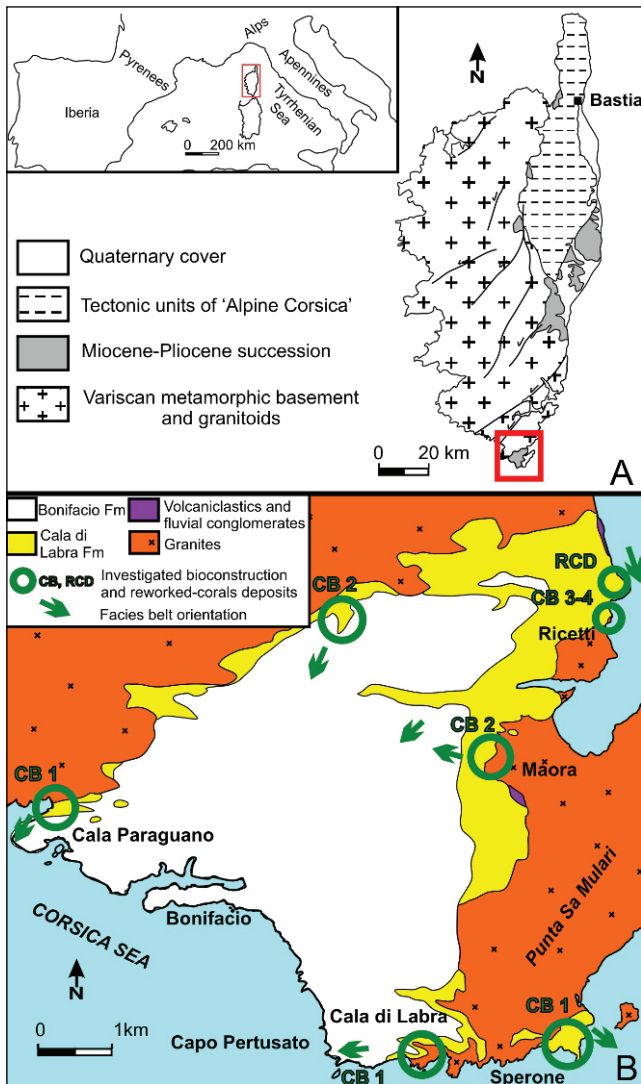 Alps
Pyrenees
Apennines
Iberia
Tyrrhenian
Sea
0 200 km
N
Bastia
Quaternary cover
Tectonic units of 'Alpine Corsica'
Miocene-Pliocene succession
Variscan metamorphic basement
and granitoids
0 20 km
A
Bonifacio Fm
Volcaniclastics and
fluvial conglomerates
Cala di
Labra Fm
Granites
CB, RCD
Investigated bioconstruction
and reworked-corals deposits
Facies belt orientation
RCD
CB 2
CB 3-4
Ricetti
CB 2
Maora
CB 1
Cala Paraguano
Punta Sa Mulari
Bonifacio
CORSICA SEA
N
0 1km
Cala di Labra
CB 1
Capo Pertusato
CB 1
Sperone
B